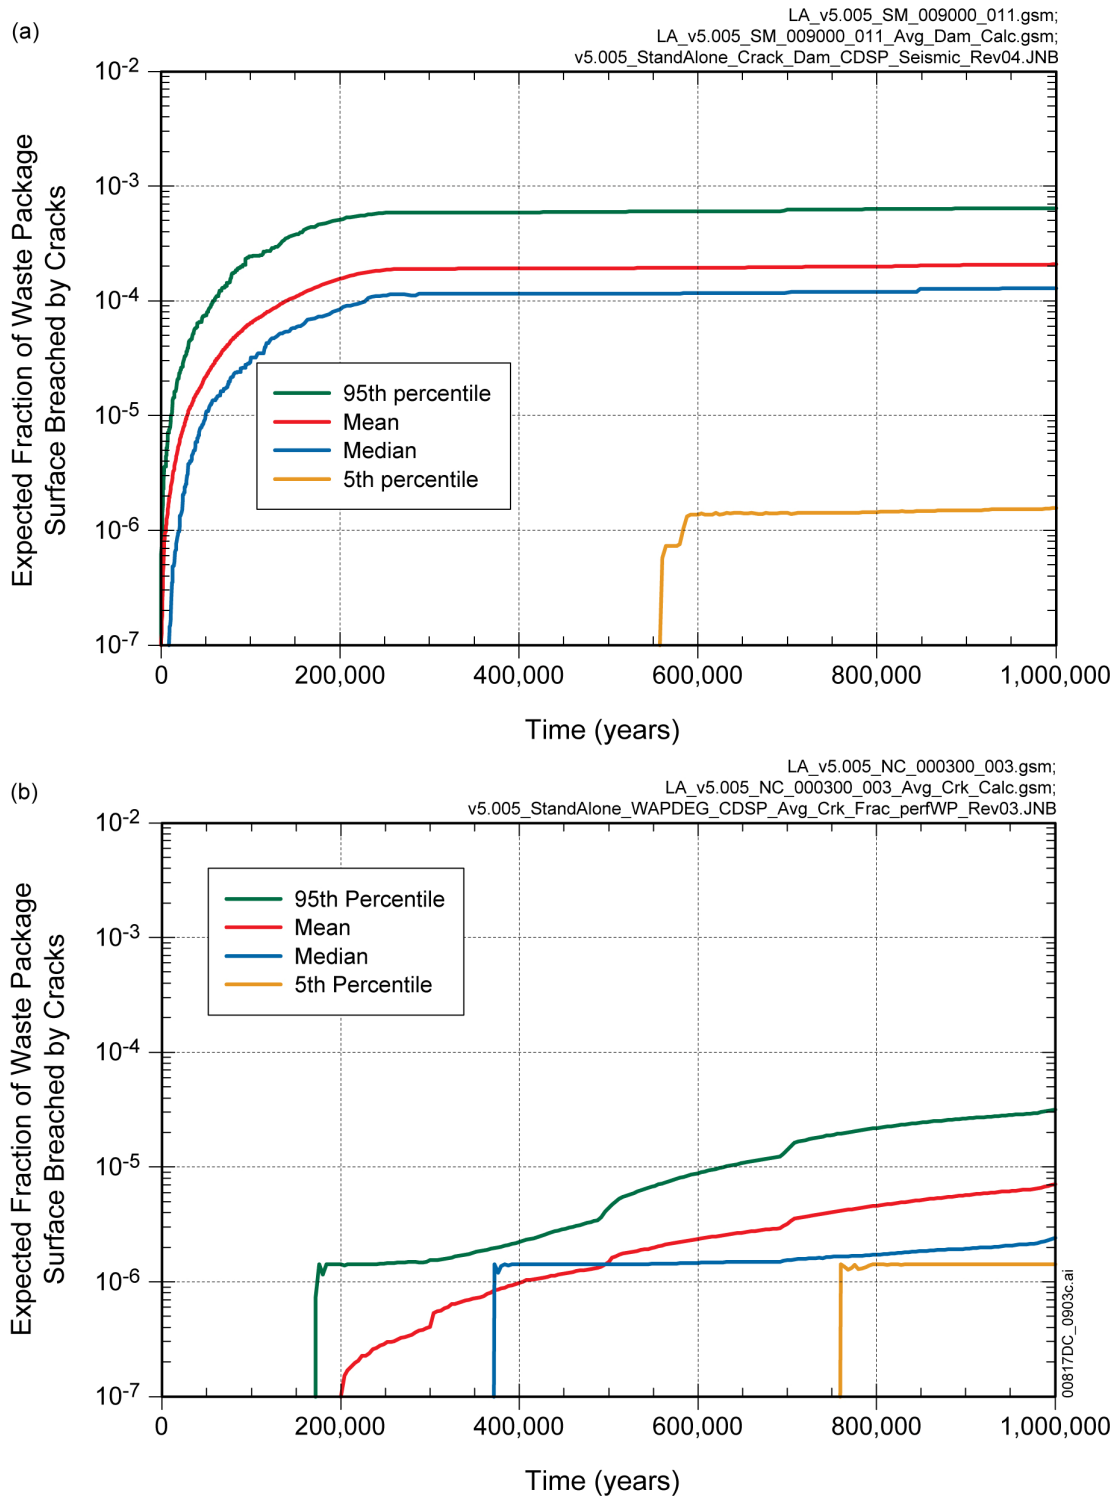 (a)
LA_v5.005_SM_009000_011.gsm;
LA_v5.005_SM_009000_011_Avg_Dam_Calc.gsm;
v5.005_StandAlone_Crack_Dam_CDSP_Seismic_Rev04.JNB
Expected Fraction of Waste Package
Surface Breached by Cracks
10-2
10-3
10-4
10-5
10-6
10-7
95th percentile
Mean
Median
5th percentile
0 200,000 400,000 600,000 800,000 1,000,000
Time (years)
(b)
LA_v5.005_NC_000300_003.gsm;
LA_v5.005_NC_000300_003_Avg_Crk_Calc.gsm;
v5.005_StandAlone_WAPDEG_CDSP_Avg_Crk_Frac_perfWP_Rev03.JNB
Expected Fraction of Waste Package
Surface Breached by Cracks
10-2
10-3
10-4
10-5
10-6
10-7
95th Percentile
Mean
Median
5th Percentile
0 200,000 400,000 600,000 800,000 1,000,000
Time (years)
00817DC_0903c.ai